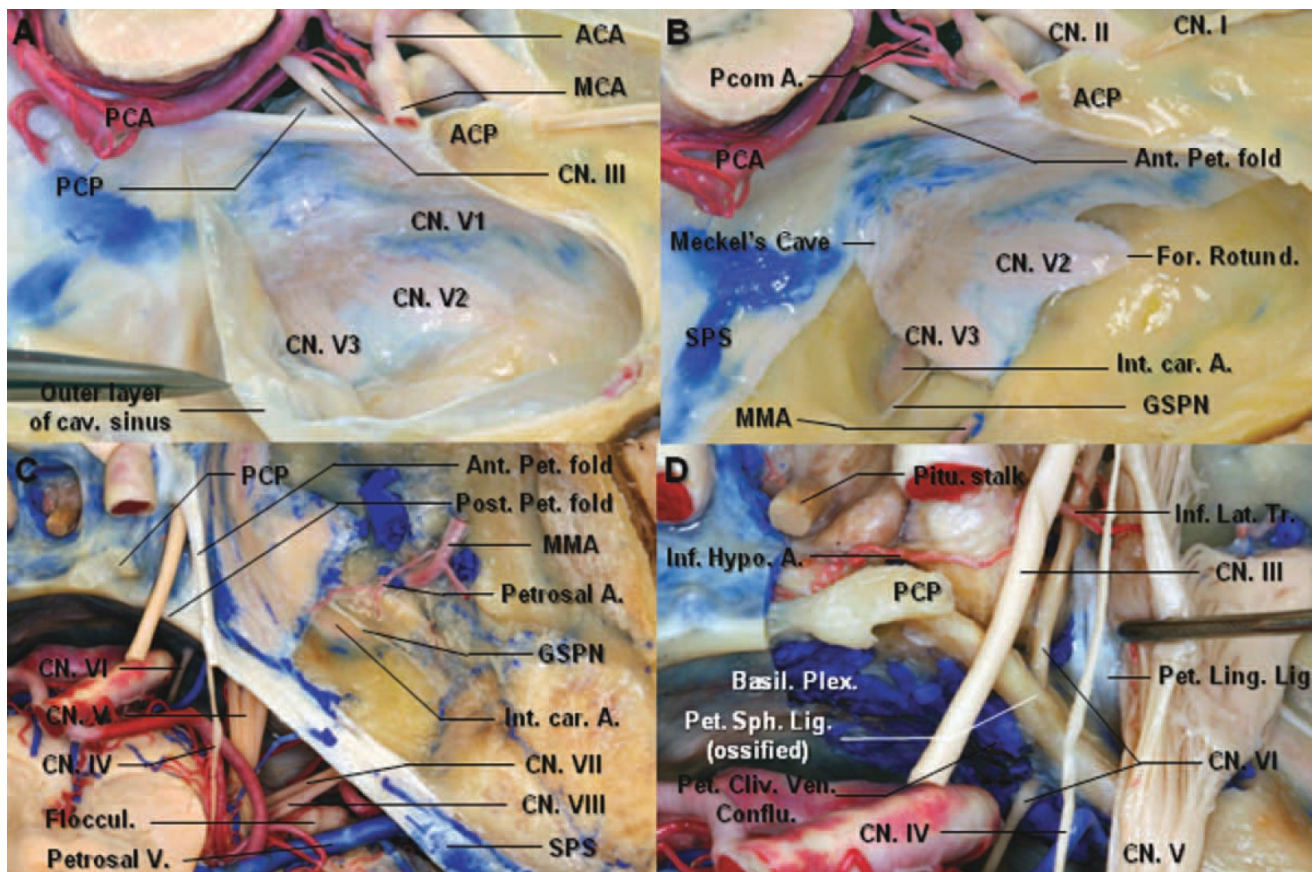 A
ACA
MCA
PCA
ACP
PCP
CN. III
CN. V1
CN. V2
CN. V3
Outer layer
of cav. sinus
B
CN. II
CN. I
Pcom A.
ACP
PCA
Ant. Pet. fold
Meckel's Cave
CN. V2
For. Rotund.
SPS
CN. V3
Int. car. A.
GSPN
MMA
C
PCP
Ant. Pet. fold
Post. Pet. fold
MMA
Petrosal A.
GSPN
CN. VI
CN. V
Int. car. A.
CN. IV
CN. VII
CN. VIII
Floccul.
Petrosal V.
SPS
D
Pitu. stalk
Inf. Lat. Tr.
Inf. Hypo. A.
CN. III
PCP
Basil. Plex.
Pet. Ling. Lig
Pet. Sph. Lig.
(ossified)
CN. VI
Pet. Cliv. Ven.
Conflu.
CN. IV
CN. V